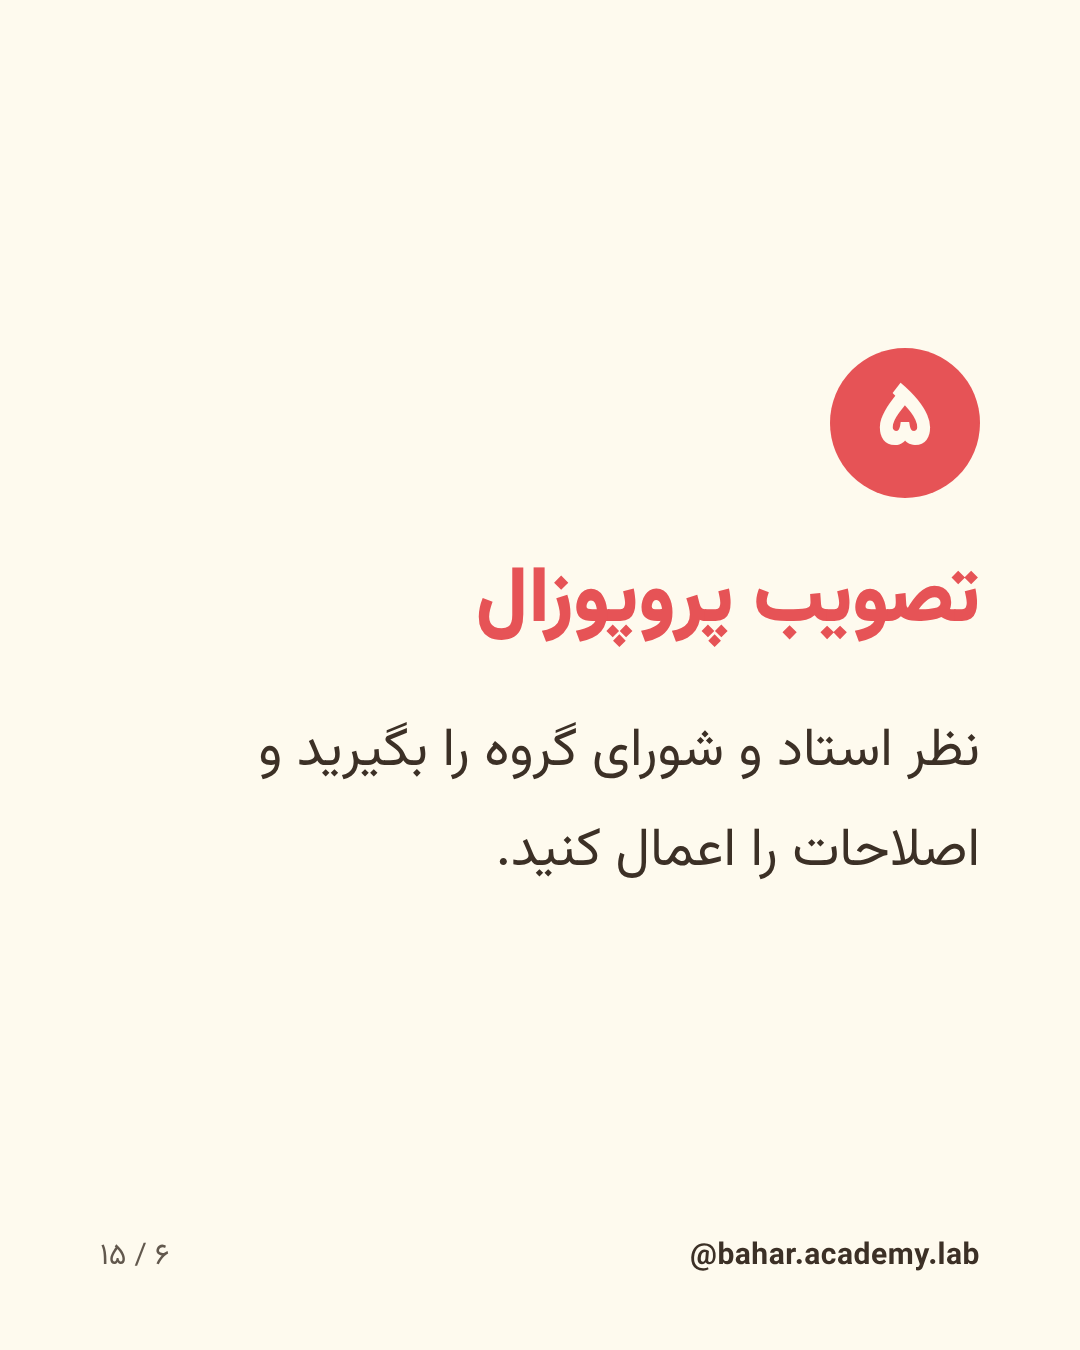 ۵
تصویب پروپوزال
نظر استاد و شورای گروه را بگیرید و
اصلاحات را اعمال کنید.
@bahar.academy.lab
۶ / ۱۵